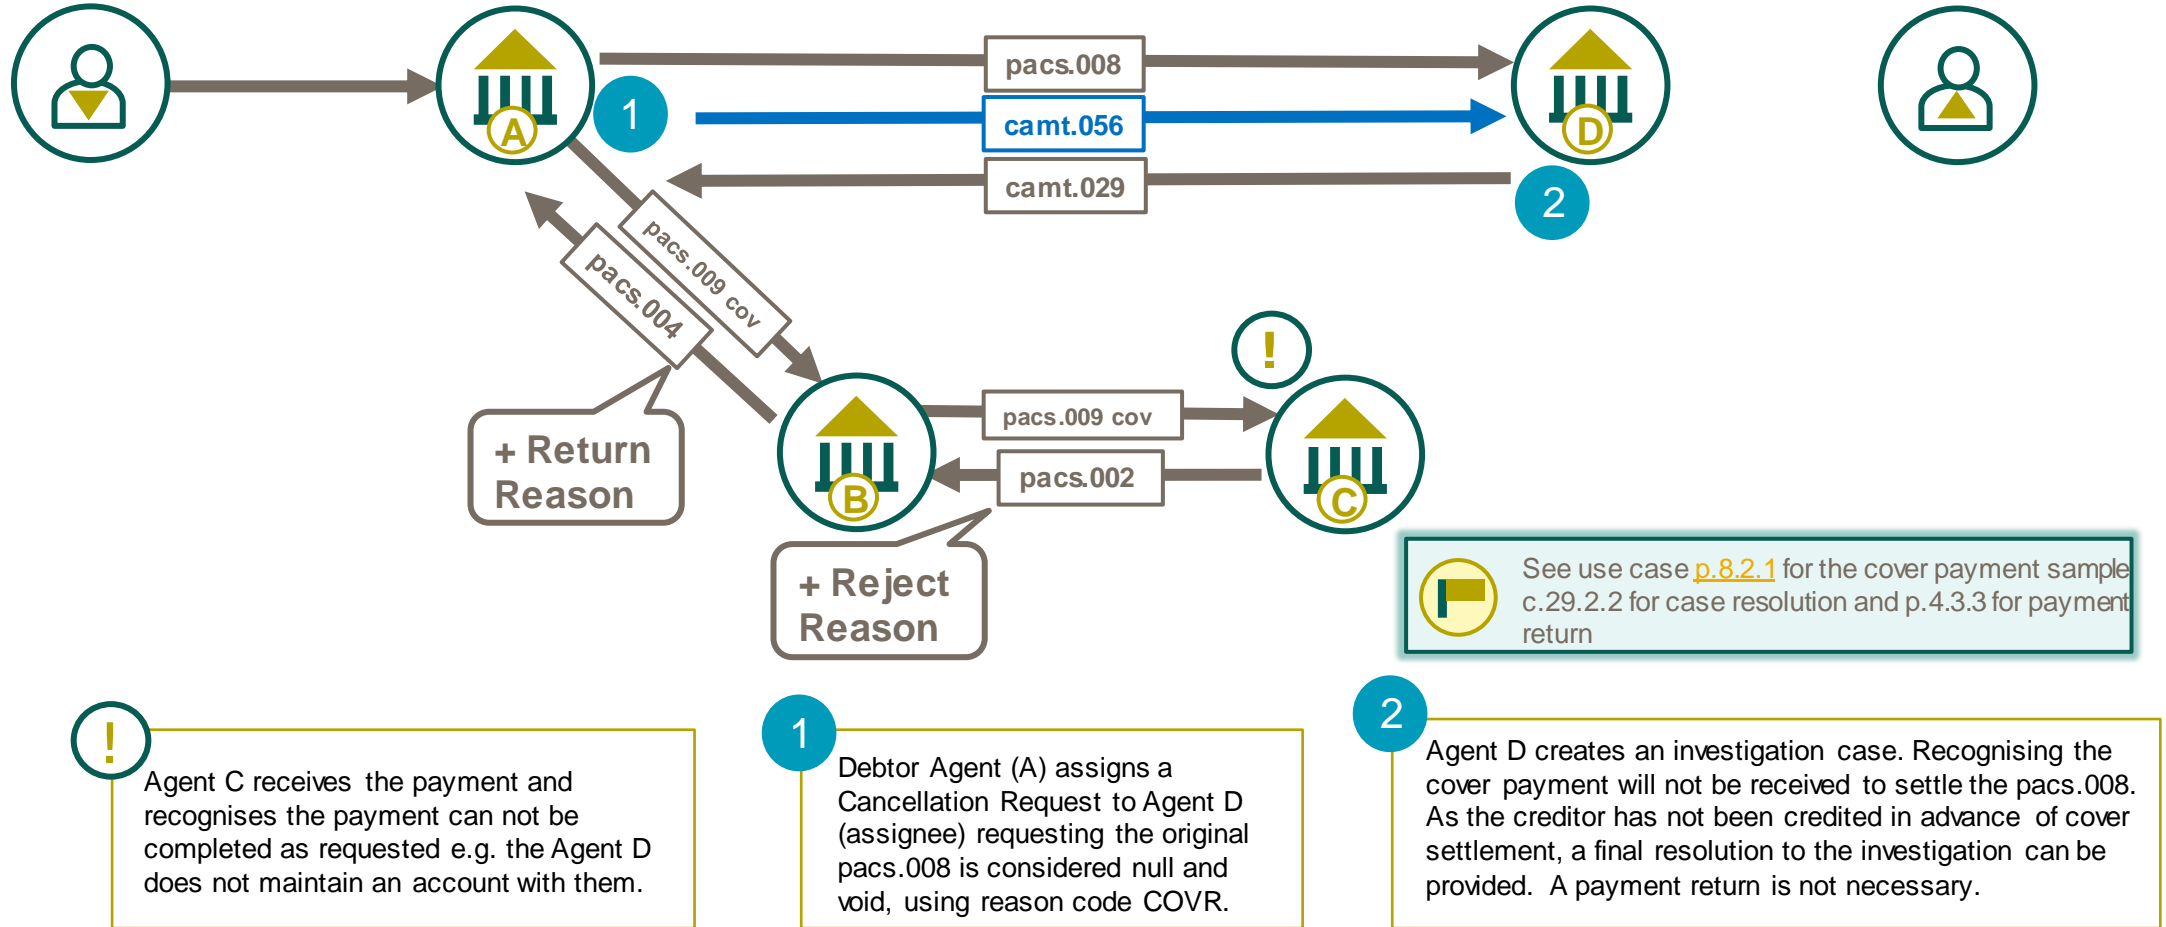 pacs.008
A
1
camt.056
D
camt.029
2
pacs.009 cov
pacs.004
!
pacs.009 cov
+ Return
Reason
pacs.002
B
C
+ Reject
Reason
See use case p.8.2.1 for the cover payment sample
c.29.2.2 for case resolution and p.4.3.3 for payment
return
!
Agent C receives the payment and
recognises the payment can not be
completed as requested e.g. the Agent D
does not maintain an account with them.
1
Debtor Agent (A) assigns a
Cancellation Request to Agent D
(assignee) requesting the original
pacs.008 is considered null and
void, using reason code COVR.
2
Agent D creates an investigation case. Recognising the
cover payment will not be received to settle the pacs.008.
As the creditor has not been credited in advance of cover
settlement, a final resolution to the investigation can be
provided. A payment return is not necessary.